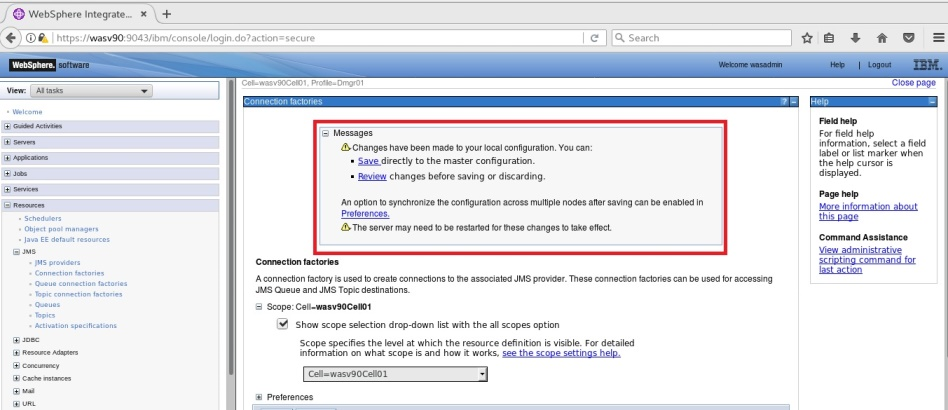 WebSphere Integrate...
https://wasv90:9043/ibm/console/login.do?action=secure
Search
WebSphere. software
Welcome wasadmin
Help | Logout
IBM.
View: All tasks
Welcome
Guided Activities
Servers
Applications
Jobs
Services
Resources
Schedulers
Object pool managers
Java EE default resources
JMS
JMS providers
Connection factories
Queue connection factories
Topic connection factories
Queues
Topics
Activation specifications
JDBC
Resource Adapters
Concurrency
Cache instances
Mail
URL
Cell=wasv90Cell01, Profile=Dmgr01
Close page
Connection factories
Messages
Changes have been made to your local configuration. You can:
Save directly to the master configuration.
Review changes before saving or discarding.
An option to synchronize the configuration across multiple nodes after saving can be enabled in
Preferences.
The server may need to be restarted for these changes to take effect.
Connection factories
A connection factory is used to create connections to the associated JMS provider. These connection factories can be used for accessing
JMS Queue and JMS Topic destinations.
Scope: Cell=wasv90Cell01
Show scope selection drop-down list with the all scopes option
Scope specifies the level at which the resource definition is visible. For detailed
information on what scope is and how it works, see the scope settings help.
Cell=wasv90Cell01
Preferences
Help
Field help
For field help
information, select a field
label or list marker when
the help cursor is
displayed.
Page help
More information about
this page
Command Assistance
View administrative
scripting command for
last action